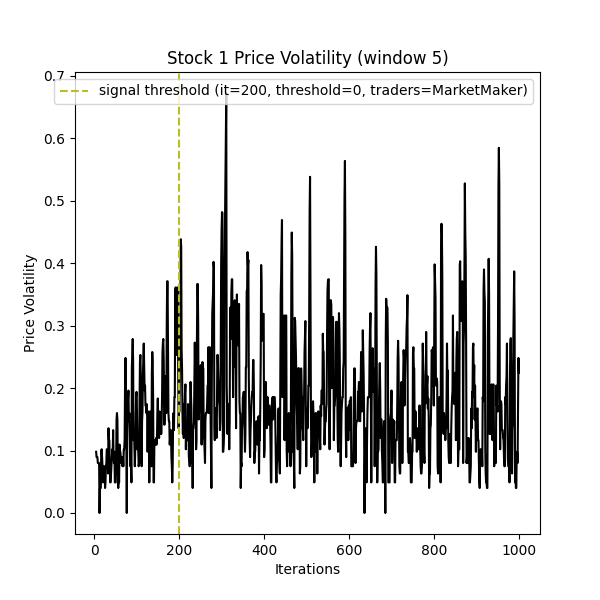 Stock 1 Price Volatility (window 5)
signal threshold (it=200, threshold=0, traders=MarketMaker)
Price Volatility
0.7
0.6
0.5
0.4
0.3
0.2
0.1
0.0
0 200 400 600 800 1000
Iterations